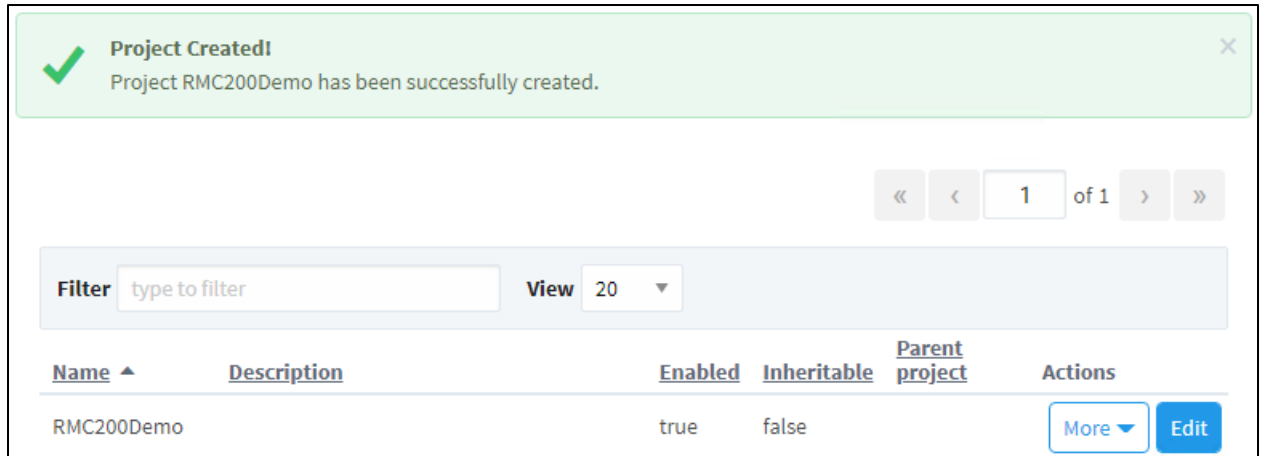 Project Created!
×
Project RMC200Demo has been successfully created.
« ‹ 1 of 1 › »
Filter type to filter View 20
Name Description Enabled Inheritable Parent project Actions
RMC200Demo true false More Edit